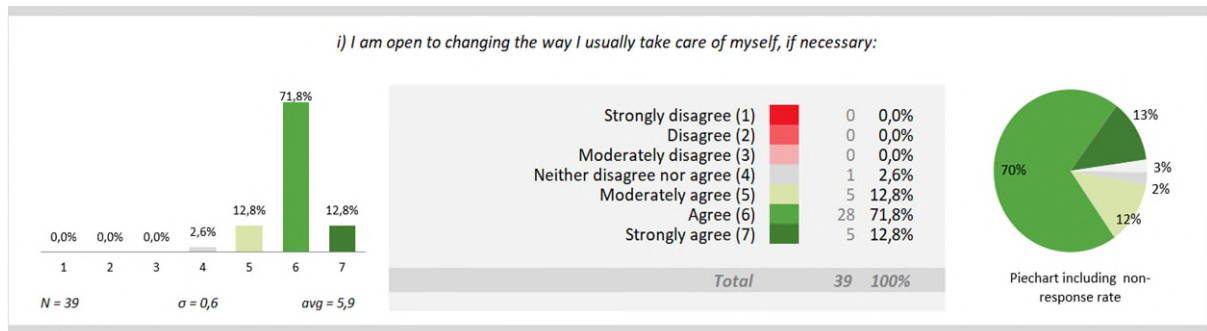 i) I am open to changing the way I usually take care of myself, if necessary:
71,8%
12,8%
12,8%
2,6%
0,0% 0,0% 0,0%
1 2 3 4 5 6 7
N = 39 σ = 0,6 avg = 5,9
Strongly disagree (1) 0 0,0%
Disagree (2) 0 0,0%
Moderately disagree (3) 0 0,0%
Neither disagree nor agree (4) 1 2,6%
Moderately agree (5) 5 12,8%
Agree (6) 28 71,8%
Strongly agree (7) 5 12,8%
Total 39 100%
13%
3%
70%
2%
12%
Piechart including non-
response rate